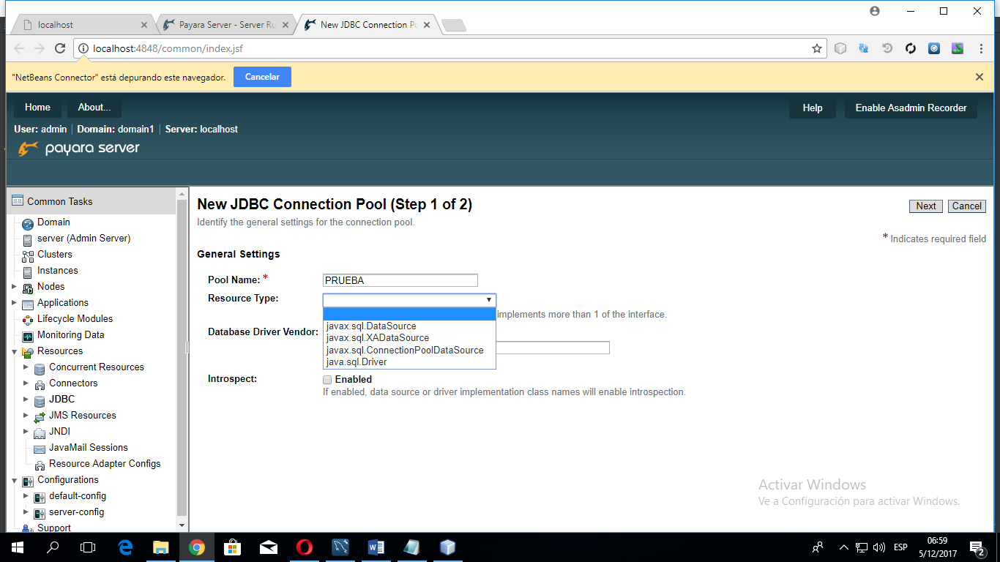 localhost
Payara Server - Server Ru
New JDBC Connection Po
localhost:4848/common/index.jsf
"NetBeans Connector" está depurando este navegador.
Cancelar
Home
About...
Help
Enable Asadmin Recorder
User: admin | Domain: domain1 | Server: localhost
payara server
Common Tasks
Domain
server (Admin Server)
Clusters
Instances
Nodes
Applications
Lifecycle Modules
Monitoring Data
Resources
Concurrent Resources
Connectors
JDBC
JMS Resources
JNDI
JavaMail Sessions
Resource Adapter Configs
Configurations
default-config
server-config
Support
New JDBC Connection Pool (Step 1 of 2)
Next
Cancel
Identify the general settings for the connection pool.
* Indicates required field
General Settings
Pool Name: *
PRUEBA
Resource Type:
implements more than 1 of the interface.
javax.sql.DataSource
javax.sql.XADataSource
javax.sql.ConnectionPoolDataSource
java.sql.Driver
Database Driver Vendor:
Introspect:
Enabled
If enabled, data source or driver implementation class names will enable introspection.
Activar Windows
Ve a Configuración para activar Windows.
ESP
06:59
5/12/2017
2